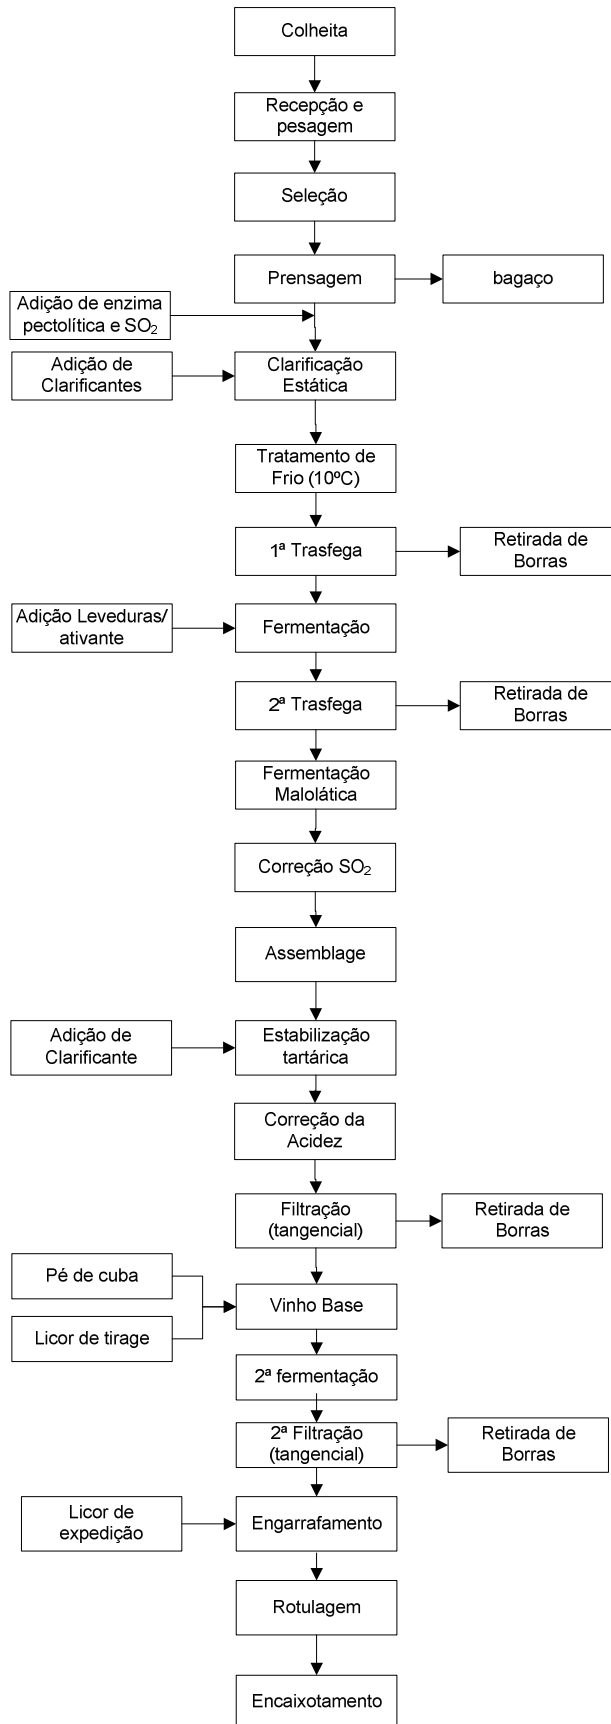 Colheita
Recepção e
pesagem
Seleção
Prensagem
bagaço
Adição de enzima
pectolítica e SO₂
Adição de
Clarificantes
Clarificação
Estática
Tratamento de
Frio (10ºC)
1ª Trasfega
Retirada de
Borras
Adição Leveduras/
ativante
Fermentação
2ª Trasfega
Retirada de
Borras
Fermentação
Malolática
Correção SO₂
Assemblage
Adição de
Clarificante
Estabilização
tartárica
Correção da
Acidez
Filtração
(tangencial)
Retirada de
Borras
Pé de cuba
Licor de tirage
Vinho Base
2ª fermentação
2ª Filtração
(tangencial)
Retirada de
Borras
Licor de
expedição
Engarrafamento
Rotulagem
Encaixotamento